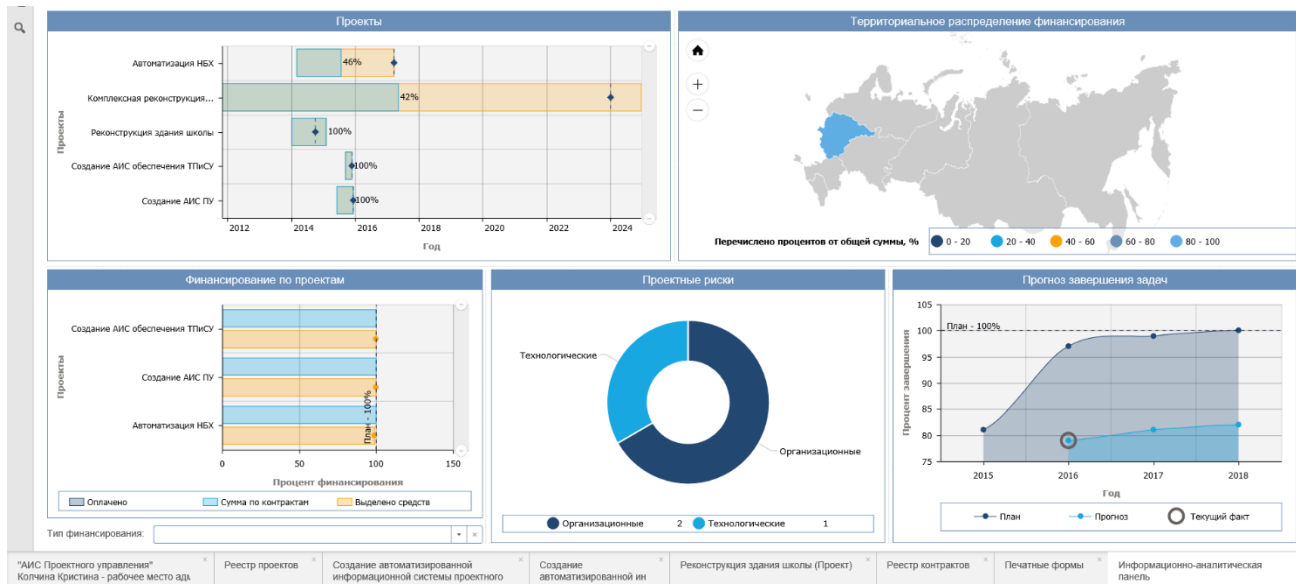 Проекты
Автоматизация НБХ
46%
Комплексная реконструкция...
42%
Реконструкция здания школы
100%
Создание АИС обеспечения ТПиСУ
100%
Создание АИС ПУ
100%
Проекты
2012 2014 2016 2018 2020 2022 2024
Год
Территориальное распределение финансирования
Перечислено процентов от общей суммы, % 0 - 20 20 - 40 40 - 60 60 - 80 80 - 100
Финансирование по проектам
Создание АИС обеспечения ТПиСУ
Создание АИС ПУ
Автоматизация НБХ
Проекты
План - 100%
0 50 100 150
Процент финансирования
Оплачено Сумма по контрактам Выделено средств
Тип финансирования:
Проектные риски
Технологические
Организационные
Организационные 2 Технологические 1
Прогноз завершения задач
105
План - 100%
100
95
90
85
80
75
Процент завершения
2015 2016 2017 2018
Год
План Прогноз Текущий факт
"АИС Проектного управления"
Колчина Кристина - рабочее место адм
Реестр проектов
Создание автоматизированной
информационной системы проектного
Создание
автоматизированной ин
Реконструкция здания школы (Проект)
Реестр контрактов
Печатные формы
Информационно-аналитическая
панель